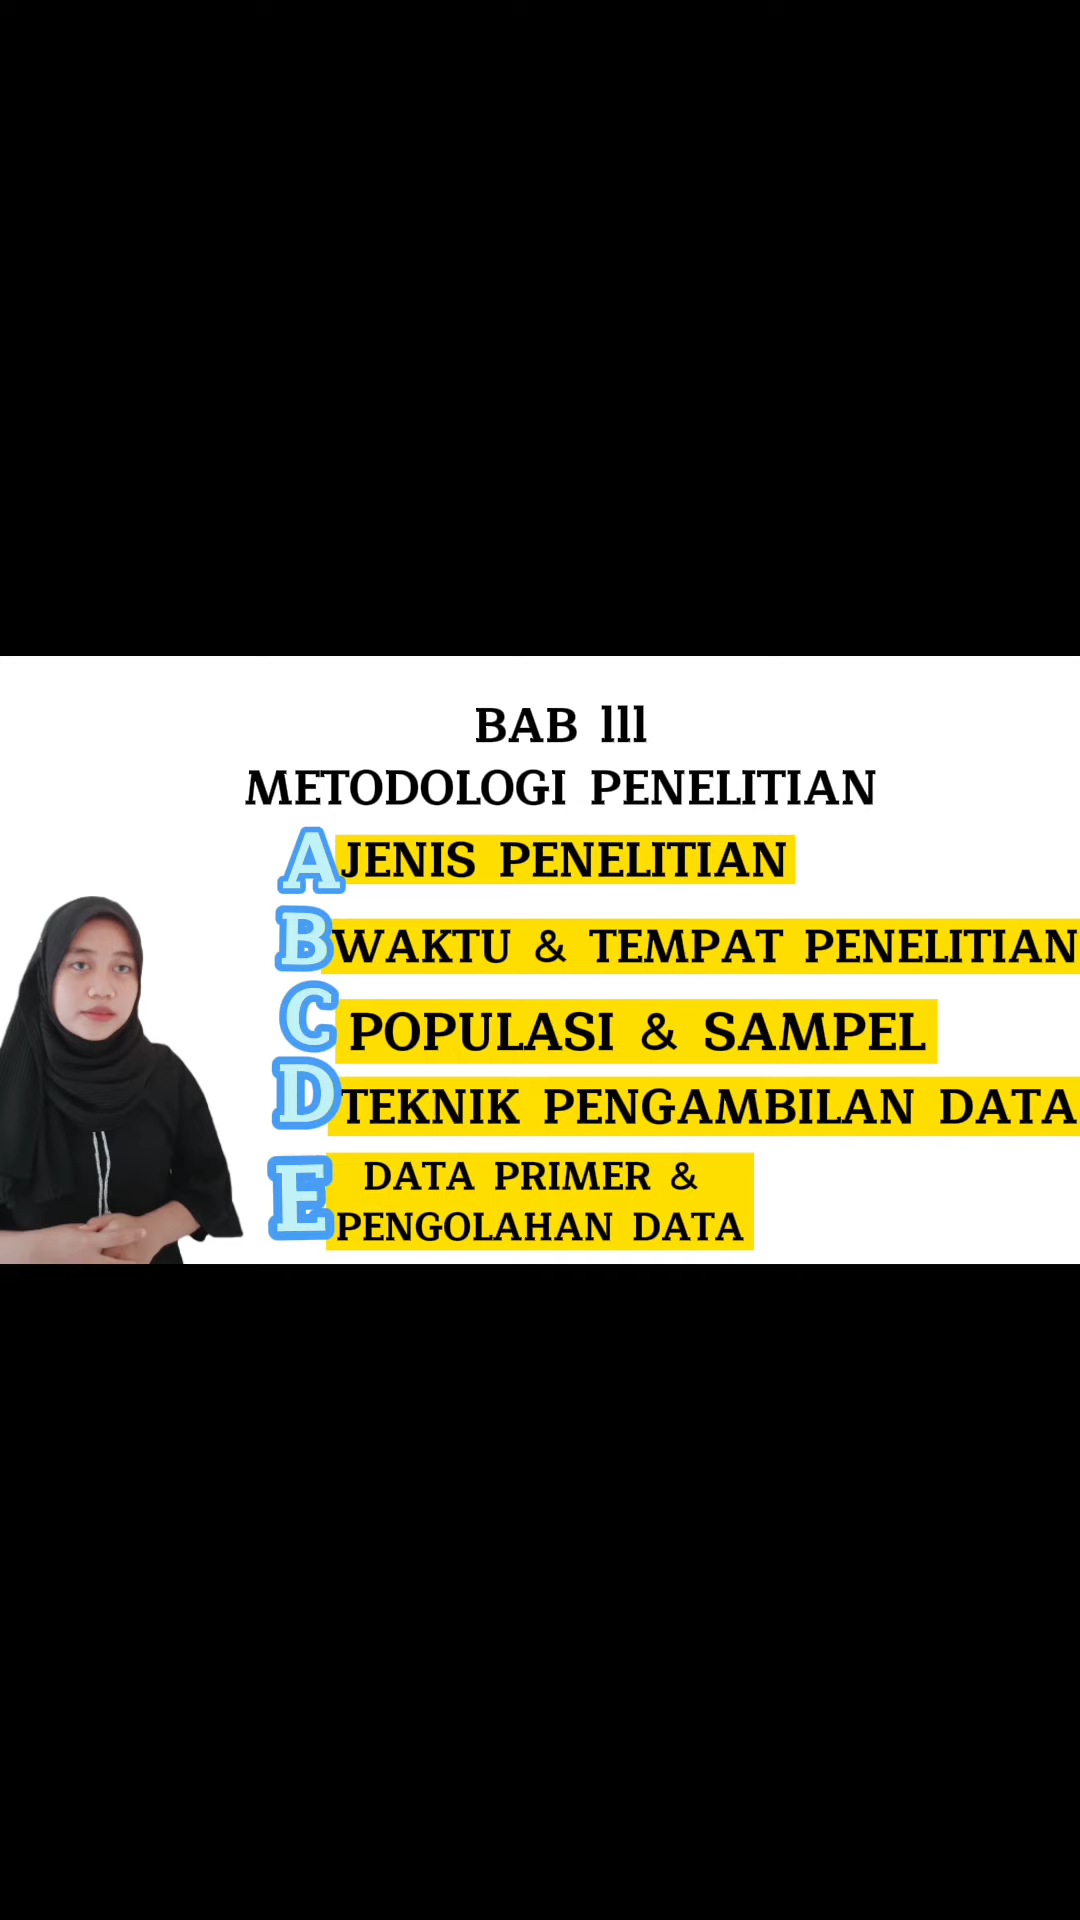 BAB lll
METODOLOGI PENELITIAN
A JENIS PENELITIAN
B WAKTU & TEMPAT PENELITIAN
C POPULASI & SAMPEL
D TEKNIK PENGAMBILAN DATA
E DATA PRIMER &
PENGOLAHAN DATA